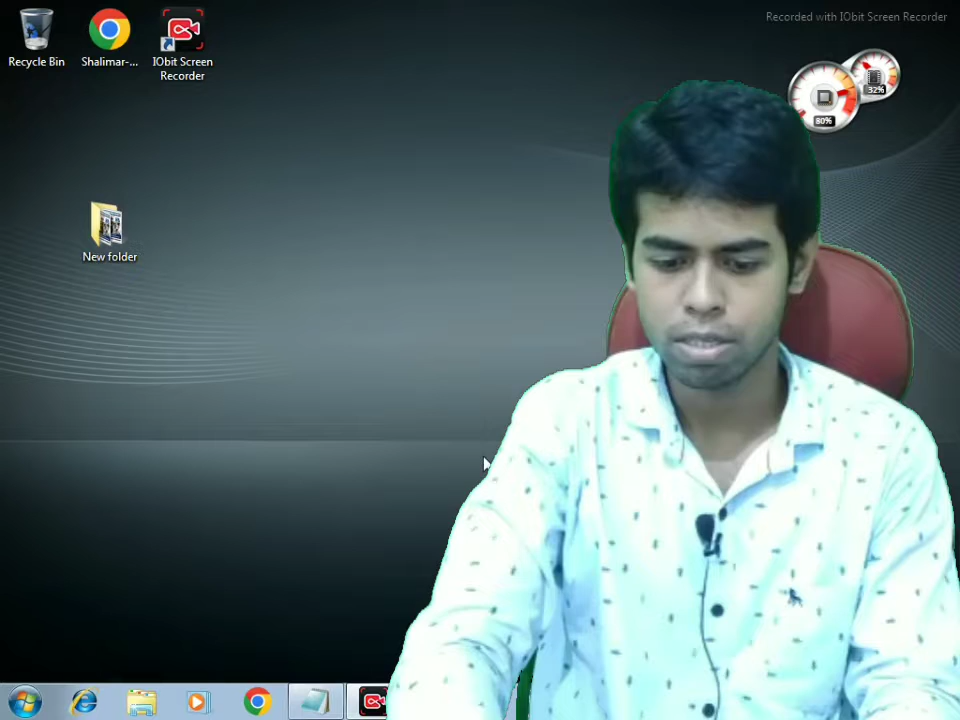 Recorded with IObit Screen Recorder
Recycle Bin
Shalimar-...
IObit Screen
Recorder
32%
80%
New folder